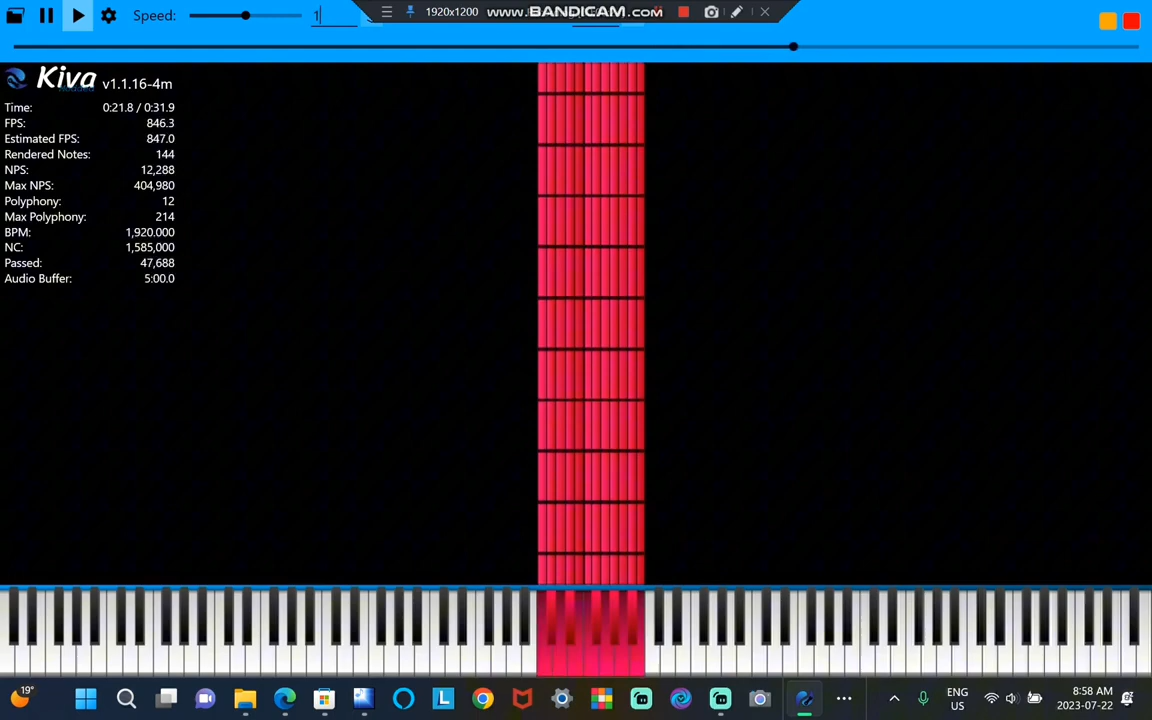 Speed: 1
1920x1200 www.BANDICAM.com
Kiva v1.1.16-4m
Time: 0:21.8 / 0:31.9
FPS: 846.3
Estimated FPS: 847.0
Rendered Notes: 144
NPS: 12,288
Max NPS: 404,980
Polyphony: 12
Max Polyphony: 214
BPM: 1,920.000
NC: 1,585,000
Passed: 47,688
Audio Buffer: 5:00.0
19°
L
ENG
US
8:58 AM
2023-07-22